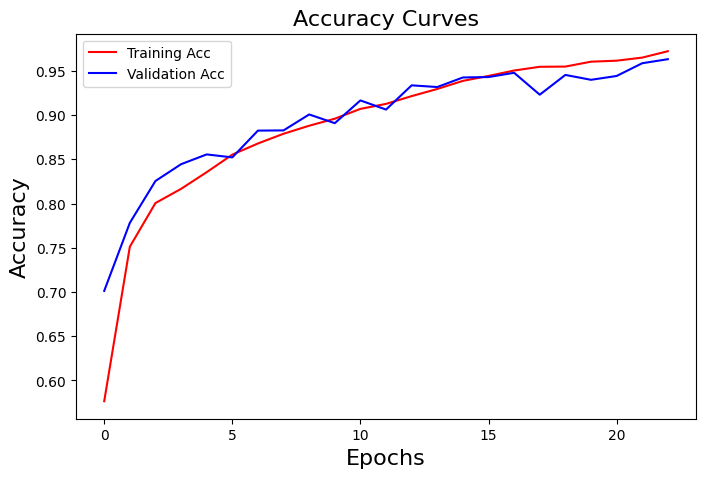 Accuracy Curves
Training Acc
Validation Acc
0.95
0.90
0.85
0.80
0.75
0.70
0.65
0.60
Accuracy
0 5 10 15 20
Epochs